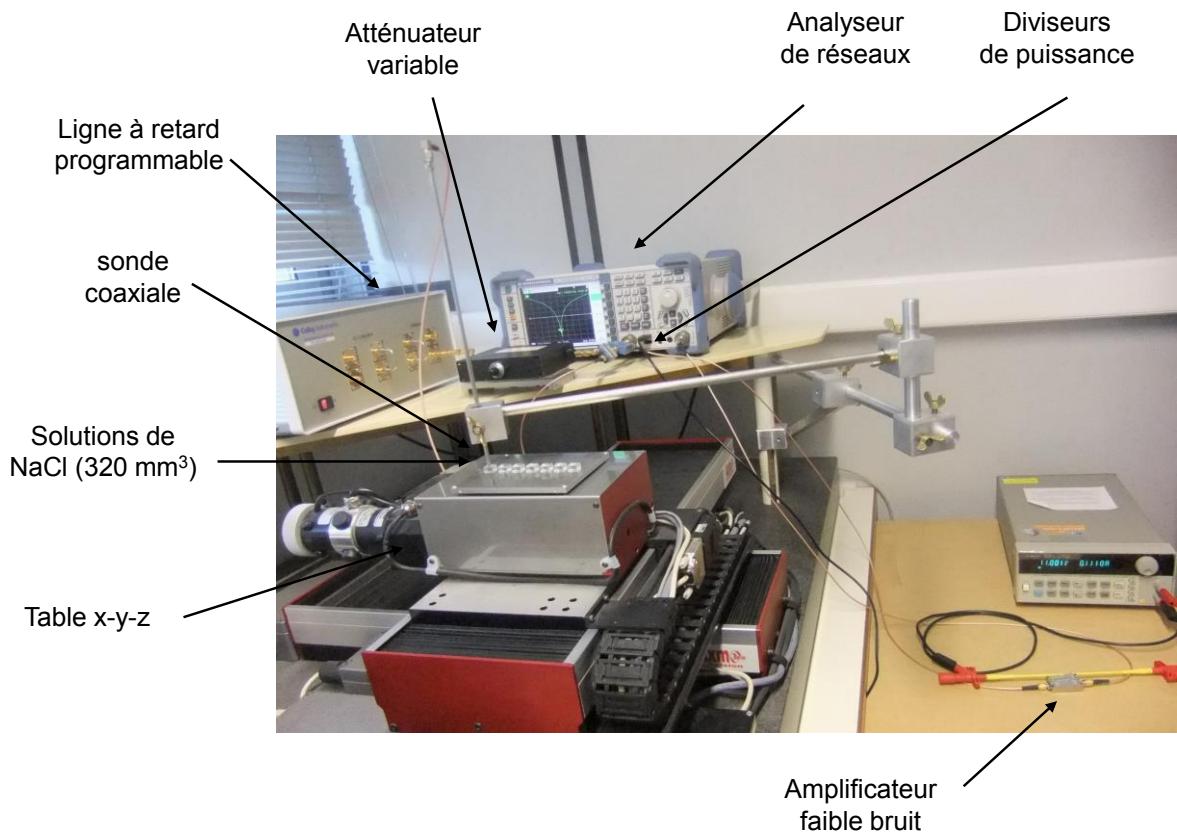 Atténuateur
variable
Analyseur
de réseaux
Diviseurs
de puissance
Ligne à retard
programmable
sonde
coaxiale
Solutions de
NaCl (320 mm³)
Table x-y-z
Amplificateur
faible bruit